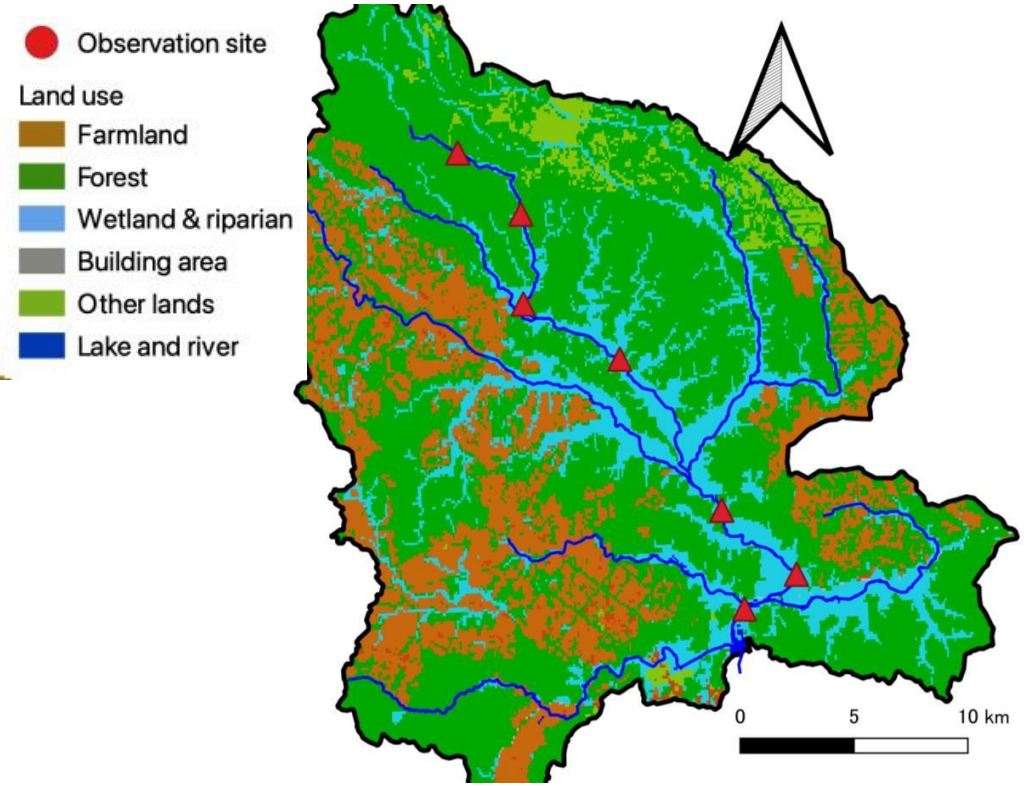 Observation site
Land use
Farmland
Forest
Wetland & riparian
Building area
Other lands
Lake and river
0 5 10 km